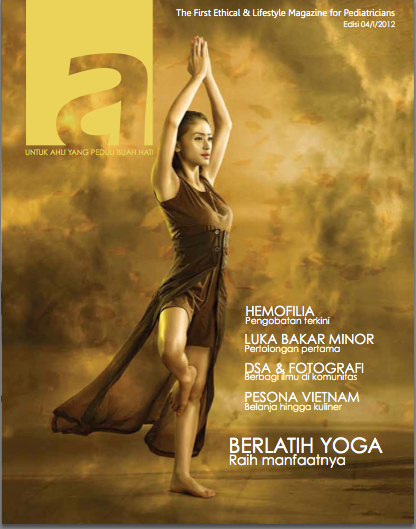 The First Ethical & Lifestyle Magazine for Pediatricians
Edisi 04/I/2012
a
UNTUK AHLI YANG PEDULI BUAH HATI
HEMOFILIA
Pengobatan terkini
LUKA BAKAR MINOR
Pertolongan pertama
DSA & FOTOGRAFI
Berbagi ilmu di komunitas
PESONA VIETNAM
Belanja hingga kuliner
BERLATIH YOGA
Raih manfaatnya